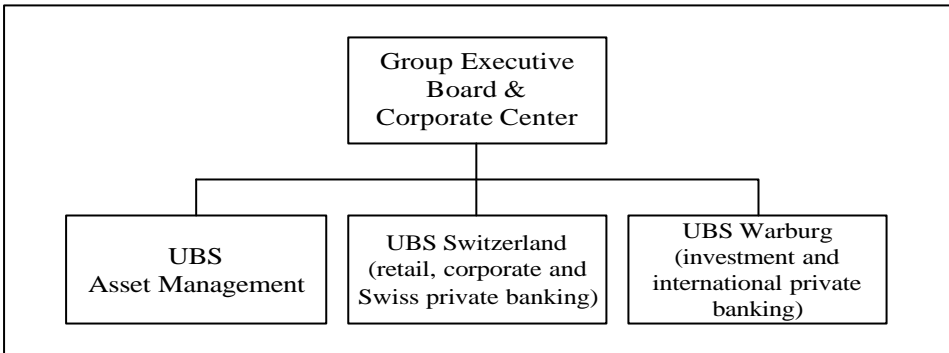 Group Executive
Board &
Corporate Center
UBS
Asset Management
UBS Switzerland
(retail, corporate and
Swiss private banking)
UBS Warburg
(investment and
international private
banking)